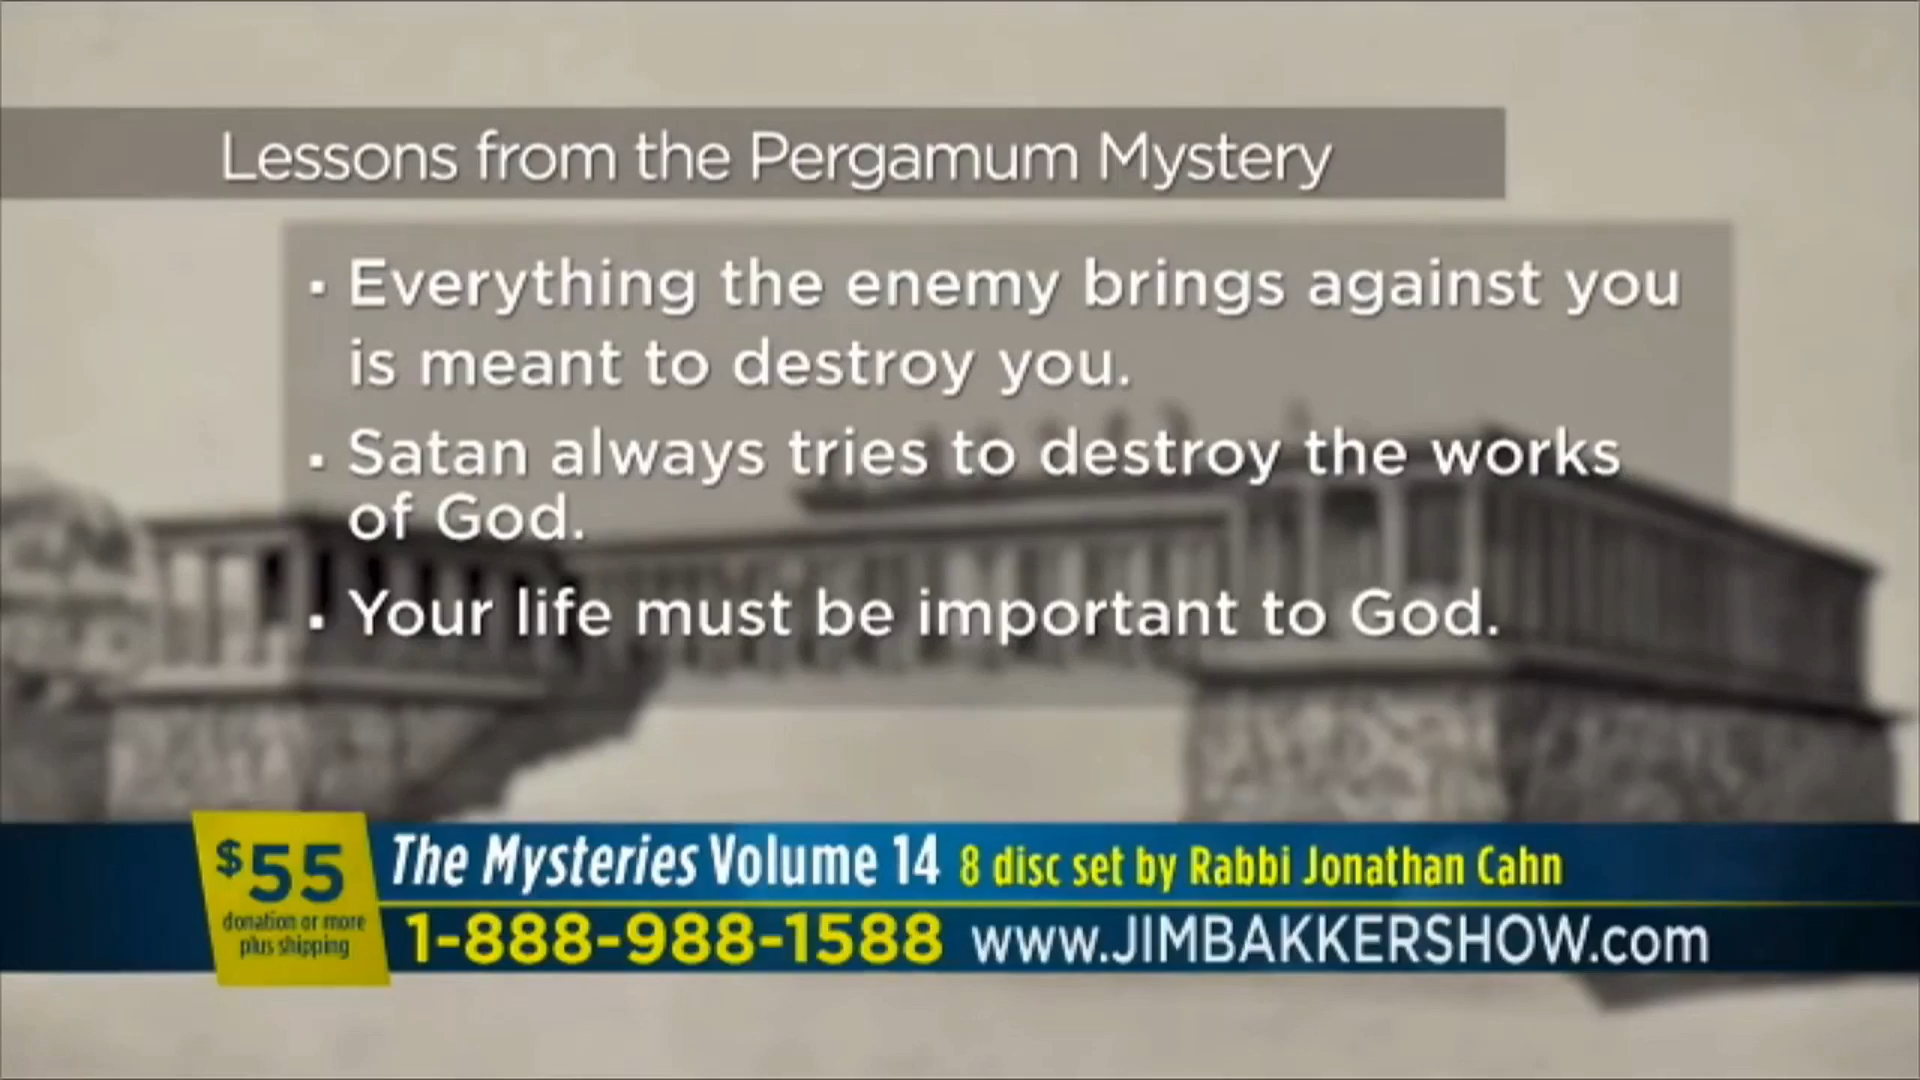 Lessons from the Pergamum Mystery
▪ Everything the enemy brings against you
is meant to destroy you.
▪ Satan always tries to destroy the works
of God.
▪ Your life must be important to God.
$55
donation or more
plus shipping
The Mysteries Volume 14 8 disc set by Rabbi Jonathan Cahn
1-888-988-1588 www.JIMBAKKERSHOW.com